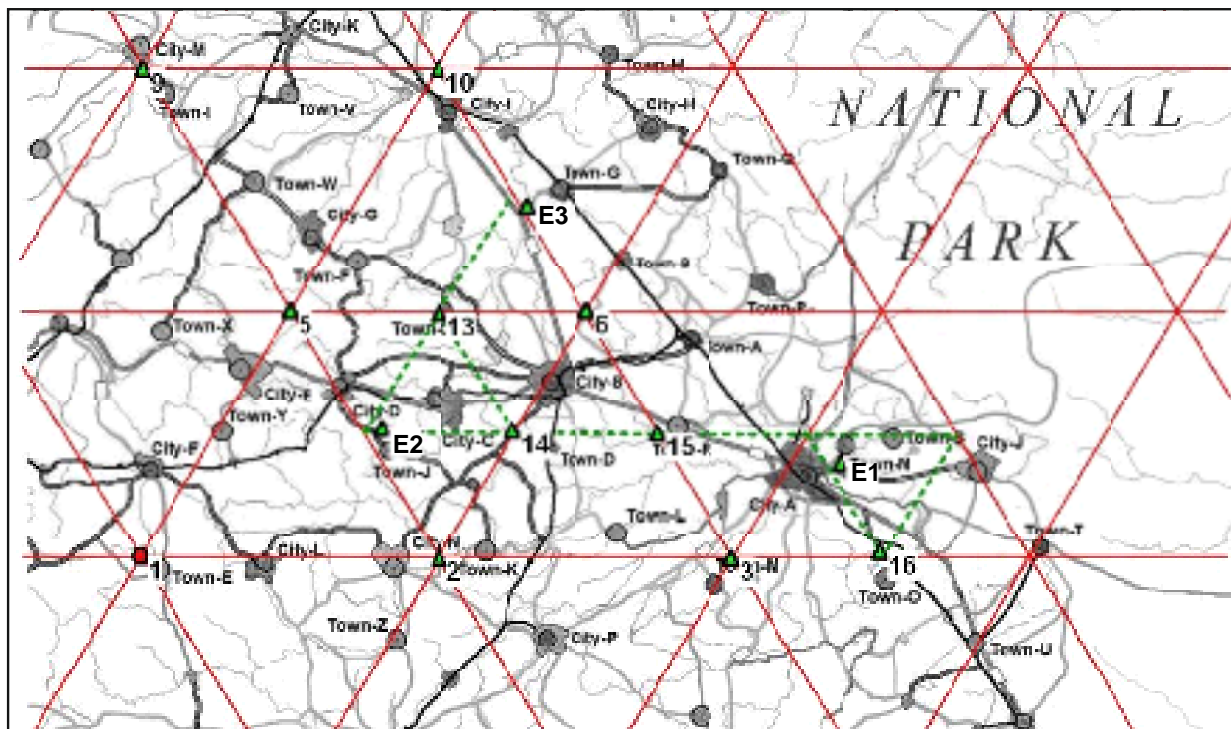 City-K
City-M
9
10
Town-H
Town-I
Town-V
City-I
City-H
NATIONAL
Town-W
Town-G
Town-Q
City-G
E3
PARK
Town-F
Town-P
5
13
6
Town-X
Town-A
City-E
City-B
Town-Y
City-D
E2
City-C
14
15
City-J
City-F
Town-J
Town-D
E1
Town-N
City-A
Town-L
City-N
Town-T
1
Town-E
City-L
2
Town-K
3
16
Town-O
Town-Z
City-P
Town-U